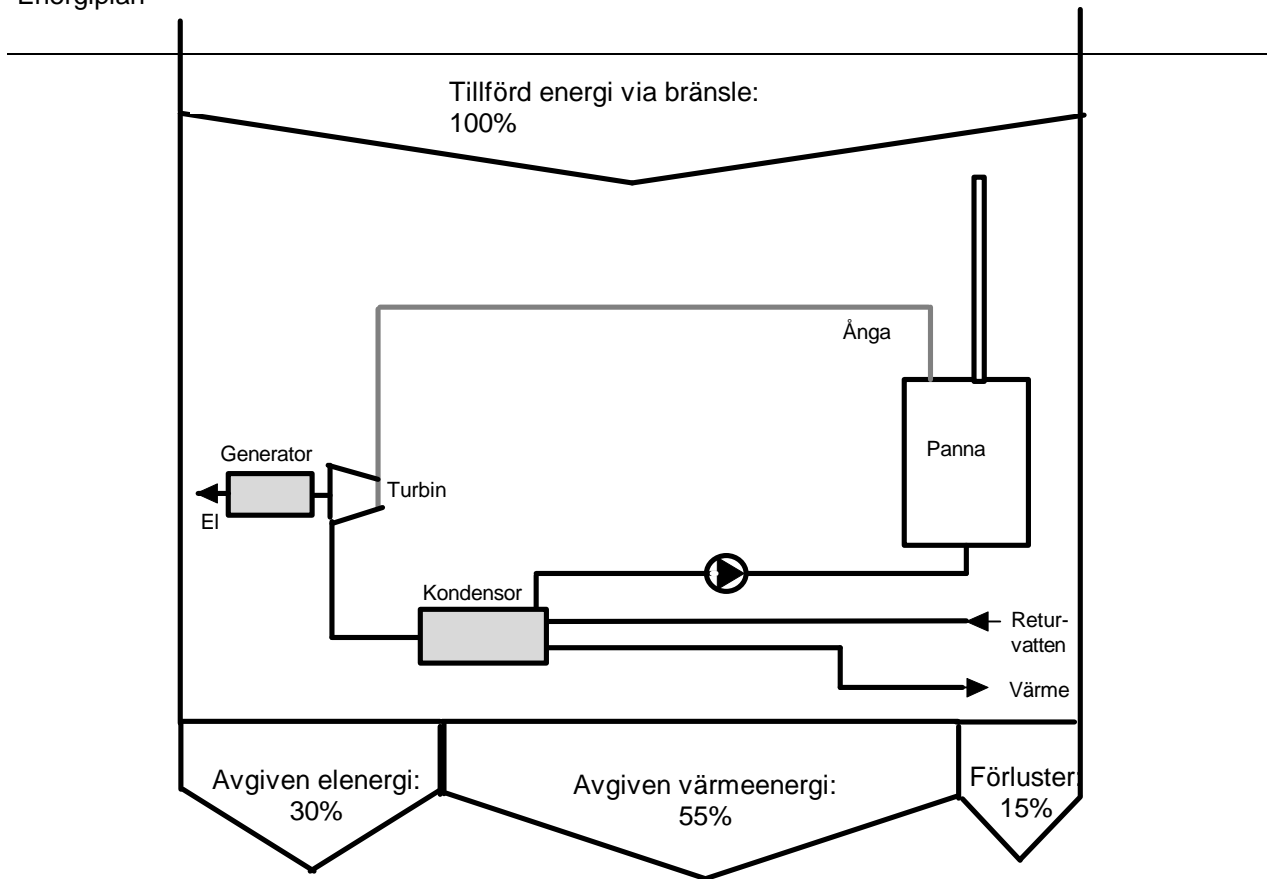 Energiplan
Tillförd energi via bränsle:
100%
Ånga
Panna
Generator
Turbin
El
Kondensor
Retur-
vatten
Värme
Avgiven elenergi:
30%
Avgiven värmeenergi:
55%
Förluster:
15%